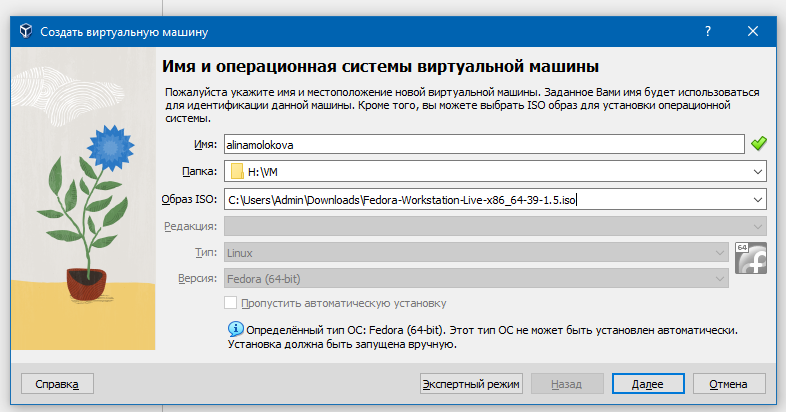 Создать виртуальную машину
Имя и операционная системы виртуальной машины
Пожалуйста укажите имя и местоположение новой виртуальной машины. Заданное Вами имя будет использоваться
для идентификации данной машины. Кроме того, вы можете выбрать ISO образ для установки операционной
системы.
Имя: alinamolokova
Папка: H:\VM
Образ ISO: C:\Users\Admin\Downloads\Fedora-Workstation-Live-x86_64-39-1.5.iso
Редакция:
Тип: Linux
64
Версия: Fedora (64-bit)
Пропустить автоматическую установку
Определённый тип ОС: Fedora (64-bit). Этот тип ОС не может быть установлен автоматически.
Установка должна быть запущена вручную.
Справка Экспертный режим Назад Далее Отмена